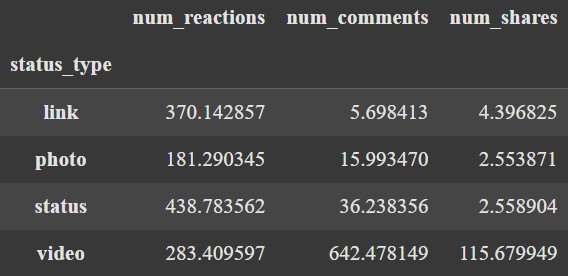 num_reactions num_comments num_shares
status_type
link 370.142857 5.698413 4.396825
photo 181.290345 15.993470 2.553871
status 438.783562 36.238356 2.558904
video 283.409597 642.478149 115.679949